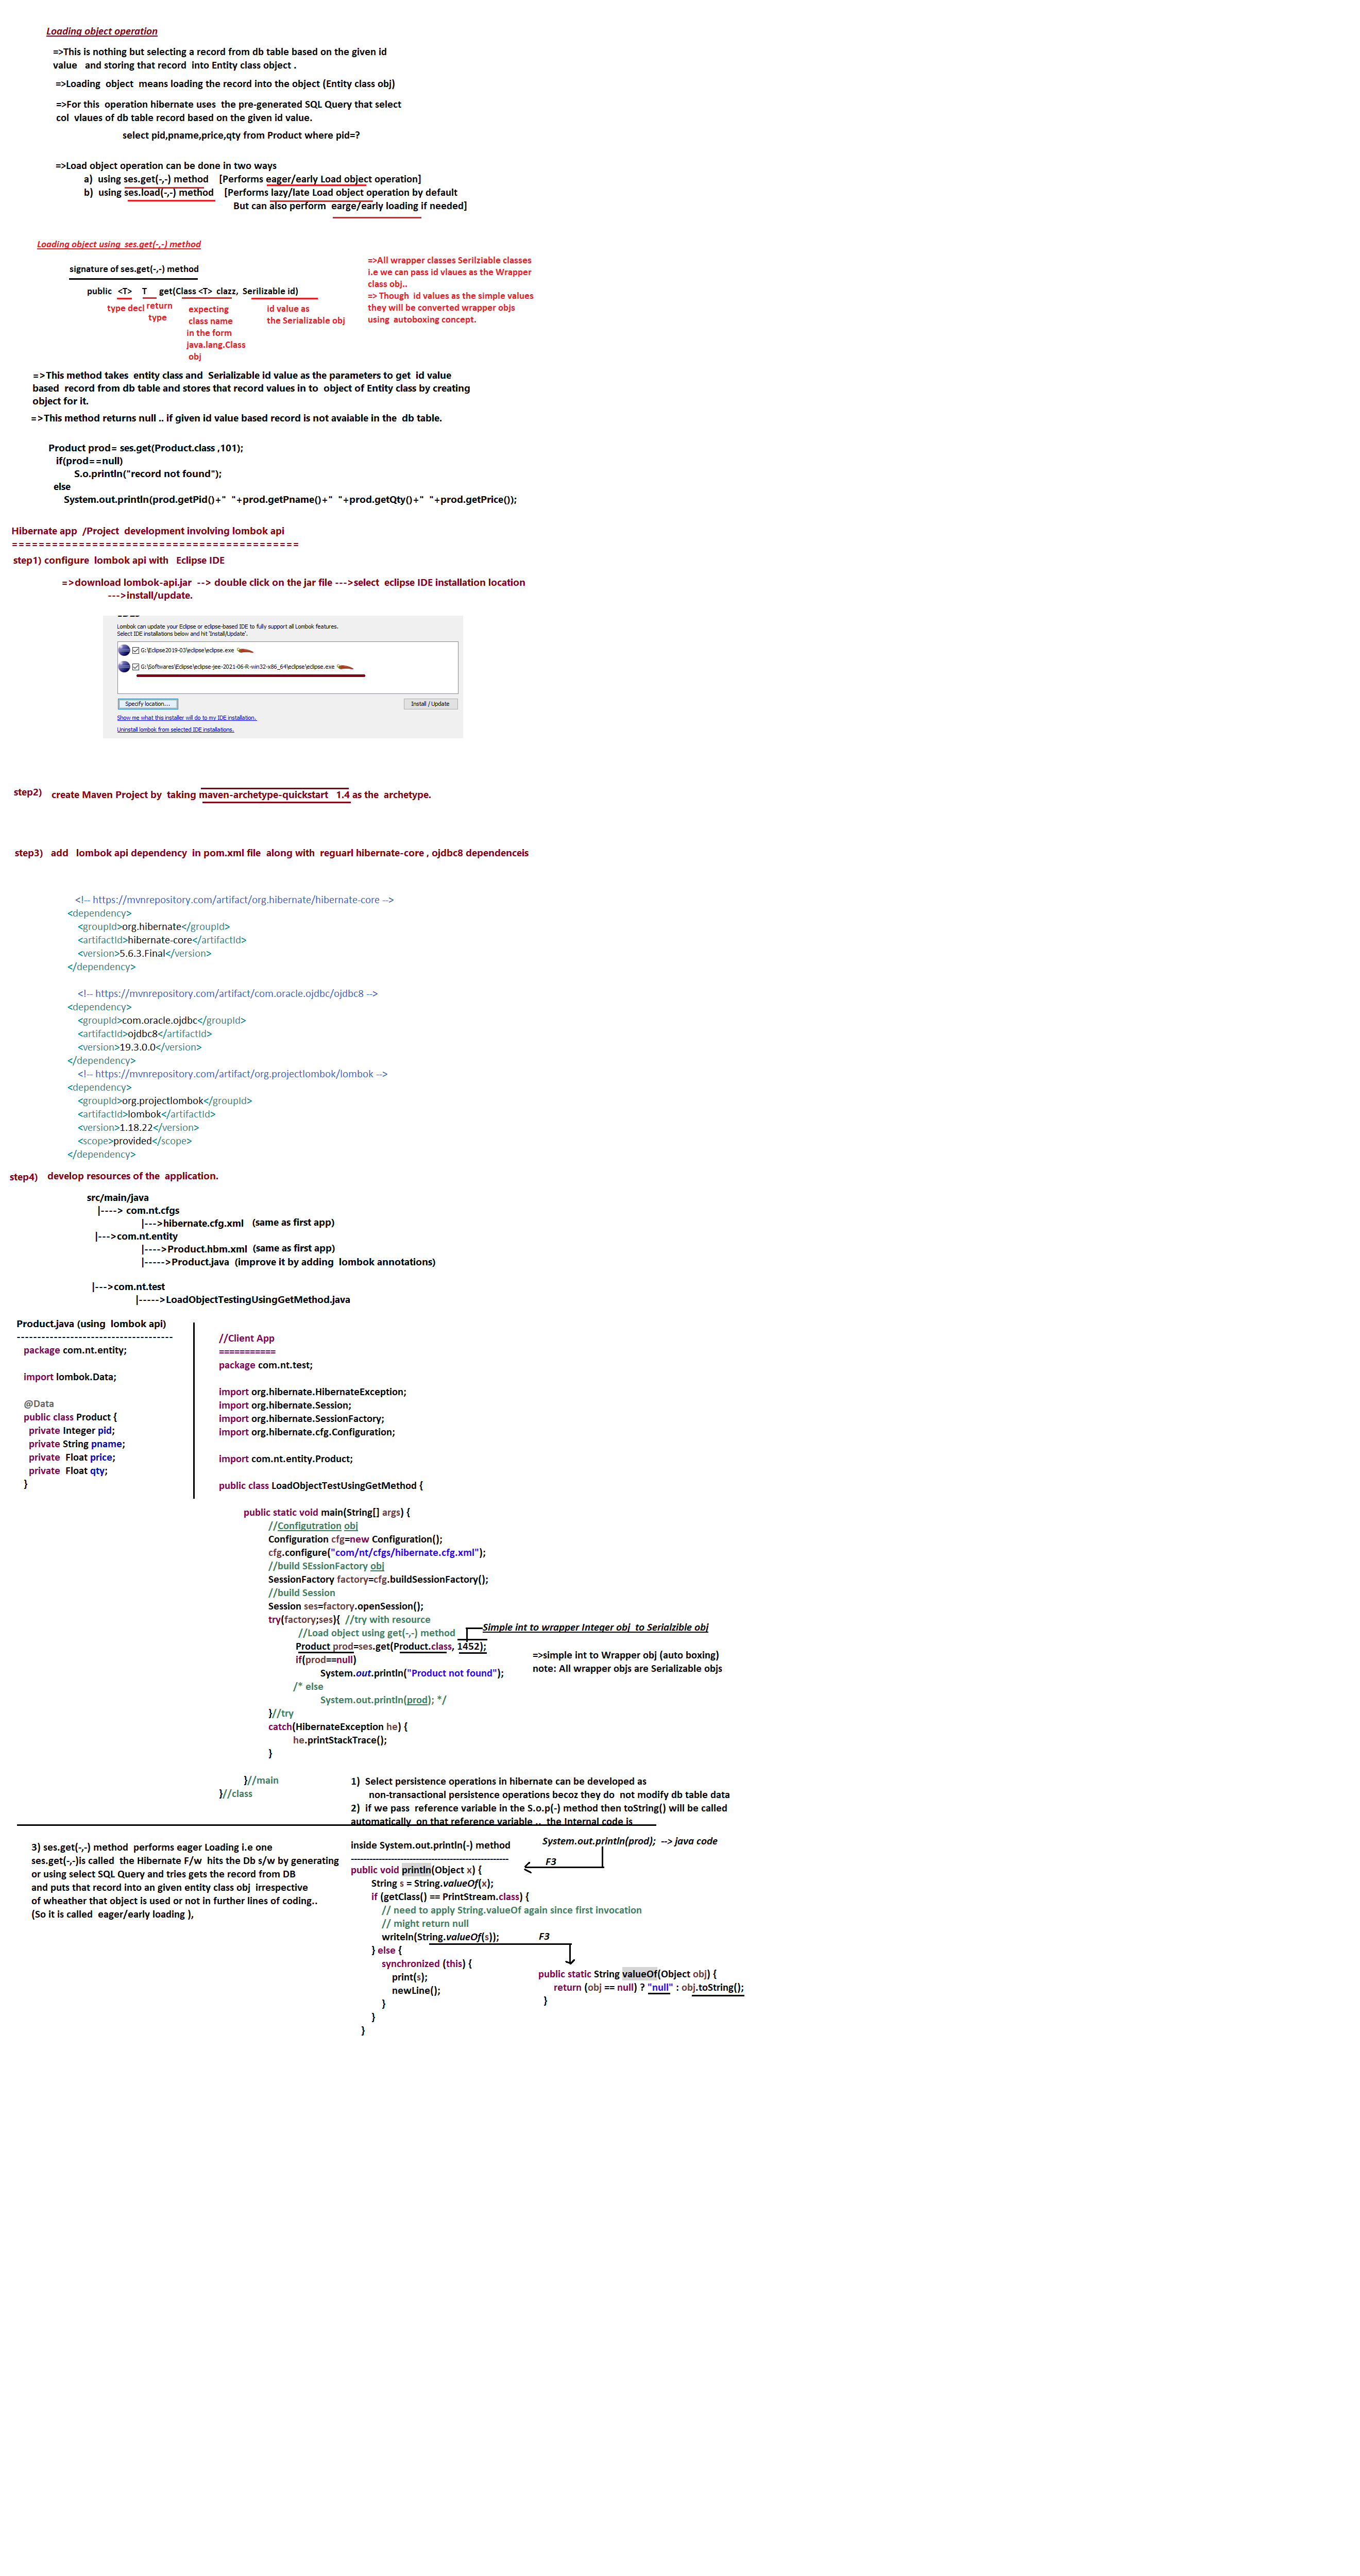 Loading object operation
=>This is nothing but selecting a record from db table based on the given id
value   and storing that record  into Entity class object .
=>Loading  object  means loading the record into the object (Entity class obj)
=>For this  operation hibernate uses  the pre-generated SQL Query that select
col  vlaues of db table record based on the given id value.
select pid,pname,price,qty from Product where pid=?
=>Load object operation can be done in two ways
a)  using ses.get(-,-) method    [Performs eager/early Load object operation]
b)  using ses.load(-,-) method    [Performs lazy/late Load object operation by default
But can also perform  earge/early loading if needed]
Loading object using  ses.get(-,-) method
signature of ses.get(-,-) method
public  <T>  T  get(Class <T>  clazz,  Serilizable id)
type decl return
type
expecting
class name
in the form
java.lang.Class
obj
id value as
the Serializable obj
=>All wrapper classes Serilziable classes
i.e we can pass id vlaues as the Wrapper
class obj..
=> Though  id values as the simple values
they will be converted wrapper objs
using  autoboxing concept.
=>This method takes  entity class and  Serializable id value as the parameters to get  id value
based  record from db table and stores that record values in to  object of Entity class by creating
object for it.
=>This method returns null .. if given id value based record is not avaiable in the  db table.
Product prod= ses.get(Product.class ,101);
if(prod==null)
S.o.println("record not found");
else
System.out.println(prod.getPid()+"  "+prod.getPname()+"  "+prod.getQty()+"  "+prod.getPrice());
Hibernate app  /Project  development involving lombok api
===========================================
step1) configure  lombok api with   Eclipse IDE
=>download lombok-api.jar  --> double click on the jar file --->select  eclipse IDE installation location
--->install/update.
Lombok can update your Eclipse or eclipse-based IDE to fully support all Lombok features.
Select IDE installations below and hit 'Install/Update'.
G:\Eclipse2019-03\eclipse\eclipse.exe
G:\Softwares\Eclipse\eclipse-jee-2021-06-R-win32-x86_64\eclipse\eclipse.exe
Specify location...    Install / Update
Show me what this installer will do to my IDE installation.
Uninstall lombok from selected IDE installations.
step2)   create Maven Project by  taking maven-archetype-quickstart   1.4 as the  archetype.
step3)   add   lombok api dependency  in pom.xml file  along with  reguarl hibernate-core , ojdbc8 dependenceis
<!-- https://mvnrepository.com/artifact/org.hibernate/hibernate-core -->
<dependency>
<groupId>org.hibernate</groupId>
<artifactId>hibernate-core</artifactId>
<version>5.6.3.Final</version>
</dependency>
<!-- https://mvnrepository.com/artifact/com.oracle.ojdbc/ojdbc8 -->
<dependency>
<groupId>com.oracle.ojdbc</groupId>
<artifactId>ojdbc8</artifactId>
<version>19.3.0.0</version>
</dependency>
<!-- https://mvnrepository.com/artifact/org.projectlombok/lombok -->
<dependency>
<groupId>org.projectlombok</groupId>
<artifactId>lombok</artifactId>
<version>1.18.22</version>
<scope>provided</scope>
</dependency>
step4)   develop resources of the  application.
src/main/java
|----> com.nt.cfgs
|--->hibernate.cfg.xml   (same as first app)
|--->com.nt.entity
|---->Product.hbm.xml  (same as first app)
|----->Product.java  (improve it by adding  lombok annotations)
|--->com.nt.test
|----->LoadObjectTestingUsingGetMethod.java
Product.java (using  lombok api)
--------------------------------------
package com.nt.entity;
import lombok.Data;
@Data
public class Product {
private Integer pid;
private String pname;
private  Float price;
private  Float qty;
}
//Client App
===========
package com.nt.test;
import org.hibernate.HibernateException;
import org.hibernate.Session;
import org.hibernate.SessionFactory;
import org.hibernate.cfg.Configuration;
import com.nt.entity.Product;
public class LoadObjectTestUsingGetMethod {
public static void main(String[] args) {
//Configutration obj
Configuration cfg=new Configuration();
cfg.configure("com/nt/cfgs/hibernate.cfg.xml");
//build SEssionFactory obj
SessionFactory factory=cfg.buildSessionFactory();
//build Session
Session ses=factory.openSession();
try(factory;ses){  //try with resource
//Load object using get(-,-) method
Simple int to wrapper Integer obj  to Serialzible obj
Product prod=ses.get(Product.class, 1452);
=>simple int to Wrapper obj (auto boxing)
note: All wrapper objs are Serializable objs
if(prod==null)
System.out.println("Product not found");
/* else
System.out.println(prod); */
}//try
catch(HibernateException he) {
he.printStackTrace();
}
}//main
}//class
1)  Select persistence operations in hibernate can be developed as
non-transactional persistence operations becoz they do  not modify db table data
2)  if we pass  reference variable in the S.o.p(-) method then toString() will be called
automatically  on that reference variable ..  the Internal code is
3) ses.get(-,-) method  performs eager Loading i.e one
ses.get(-,-)is called  the Hibernate F/w  hits the Db s/w by generating
or using select SQL Query and tries gets the record from DB
and puts that record into an given entity class obj  irrespective
of wheather that object is used or not in further lines of coding..
(So it is called  eager/early loading ),
inside System.out.println(-) method
--------------------------------------------------
System.out.println(prod);  --> java code
F3
public void println(Object x) {
String s = String.valueOf(x);
if (getClass() == PrintStream.class) {
// need to apply String.valueOf again since first invocation
// might return null
writeln(String.valueOf(s));
F3
} else {
synchronized (this) {
print(s);
newLine();
}
}
}
public static String valueOf(Object obj) {
return (obj == null) ? "null" : obj.toString();
}